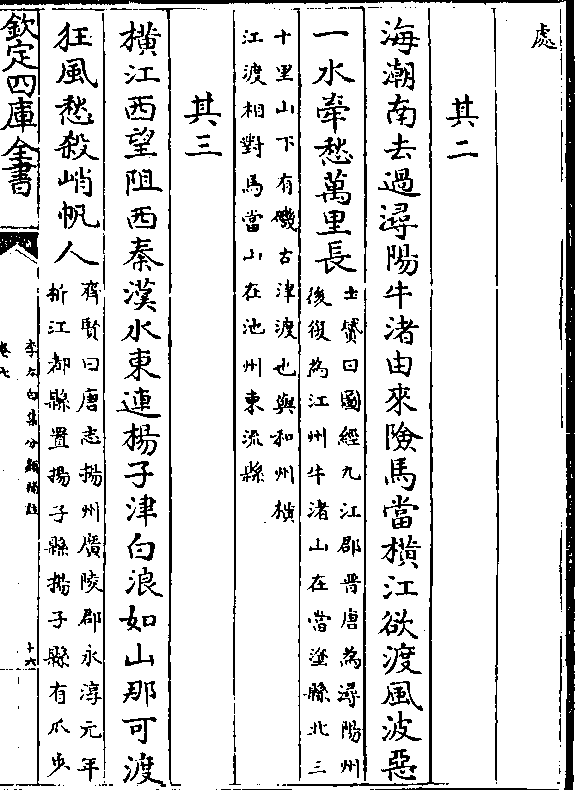 處
其二
海潮南去過潯陽牛渚由來險馬當橫江欲渡風波惡
一水牽愁萬里長
士贇曰圖經九江郡晉唐為潯陽州
後復為江州牛渚山在當塗縣北三
十里山下有磯古津渡也與和州橫
江渡相對馬當山在池州東流縣
其三
橫江西望阻西秦漢水東連楊子津白浪如山那可渡
狂風愁殺峭帆人
齊賢曰唐志揚州廣陵郡永淳元年
析江都縣置揚子縣揚子縣有瓜步
欽定四庫全書
李太白集分類補註
卷七
十六